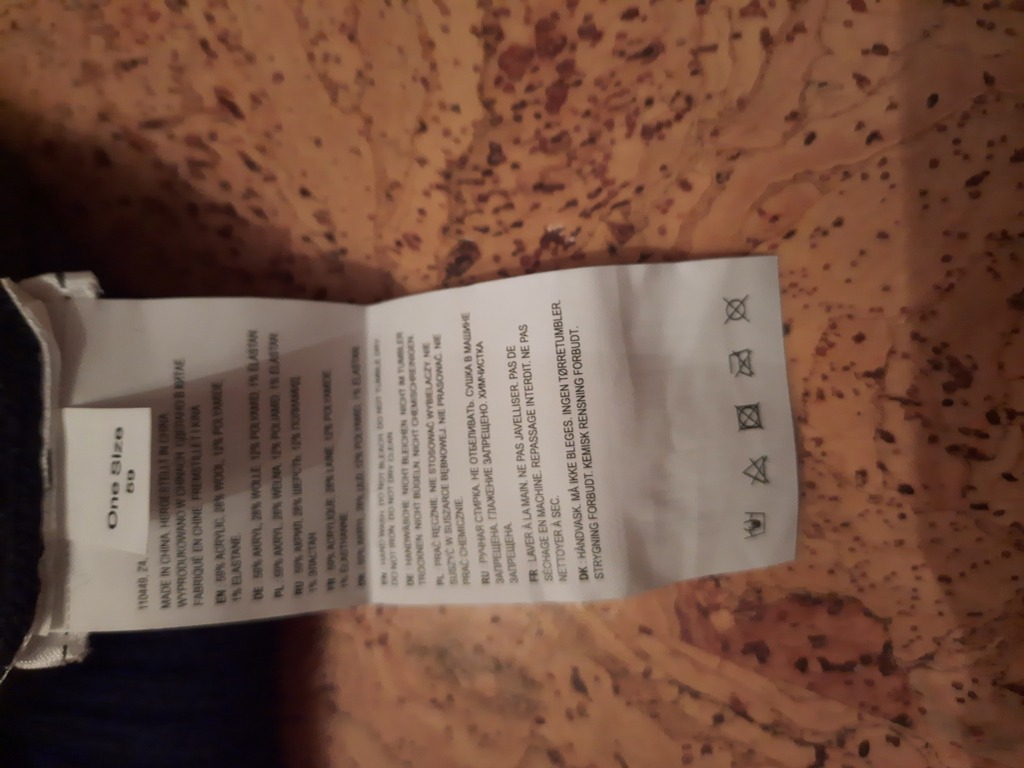 One Size
59
110449, 24,
MADE IN CHINA HERGESTELLT IN CHINA
WYPRODUKOWANO W CHINACH СДЕЛАНО В КИТАЕ
FABRIQUÉ EN CHINE. FREMSTILLET I KINA
EN 59% ACRYLIC, 28% WOOL, 12% POLYAMIDE
1% ELASTANE.
DE 59% AKRYL, 28% WOLLE 12% POLYAMID, 1% ELASTAN
PL 59% AKRYL, 28% WELNA, 12% POLIAMID, 1% ELASTAN
RU 59% АКРИЛ, 28% ШЕРСТЬ, 12% ПОЛИАМИД
1% ЭЛАСТАН
FR 59% ACRYLIQUE, 28% LAINE, 12% POLYAMIDE
1% ELASTHANNE
59% AKRYL, 28% ULD, 12% POLYAMID, 1% ELASTAN
EN HAND WASH. DO NOT BLEACH. DO NOT TUMBLE DRY.
DO NOT IRON. DO NOT DRY CLEAN
DE HANDWÄSCHE. NICHT BLEICHEN. NICHT IM TUMBLER
TROCKNEN. NICHT BÜGELN. NICHT CHEMISCHREINIGEN.
PL PRAĆ RĘCZNIE. NIE STOSOWAĆ WYBIELACZY. NIE
SUSZYĆ W SUSZARCE BĘBNOWEJ. NIE PRASOWAĆ. NIE
PRAĆ CHEMICZNIE.
RU РУЧНАЯ СТИРКА. НЕ ОТБЕЛИВАТЬ. СУШКА В МАШИНЕ
ЗАПРЕЩЕНА. ГЛАЖЕНИЕ ЗАПРЕЩЕНО. ХИМЧИСТКА
ЗАПРЕЩЕНА.
FR LAVER À LA MAIN. NE PAS JAVELLISER. PAS DE
SÉCHAGE EN MACHINE. REPASSAGE INTERDIT. NE PAS
NETTOYER À SEC.
DK HÅNDVASK. MÅ IKKE BLEGES. INGEN TØRRETUMBLER.
STRYGNING FORBUDT. KEMISK RENSNING FORBUDT.